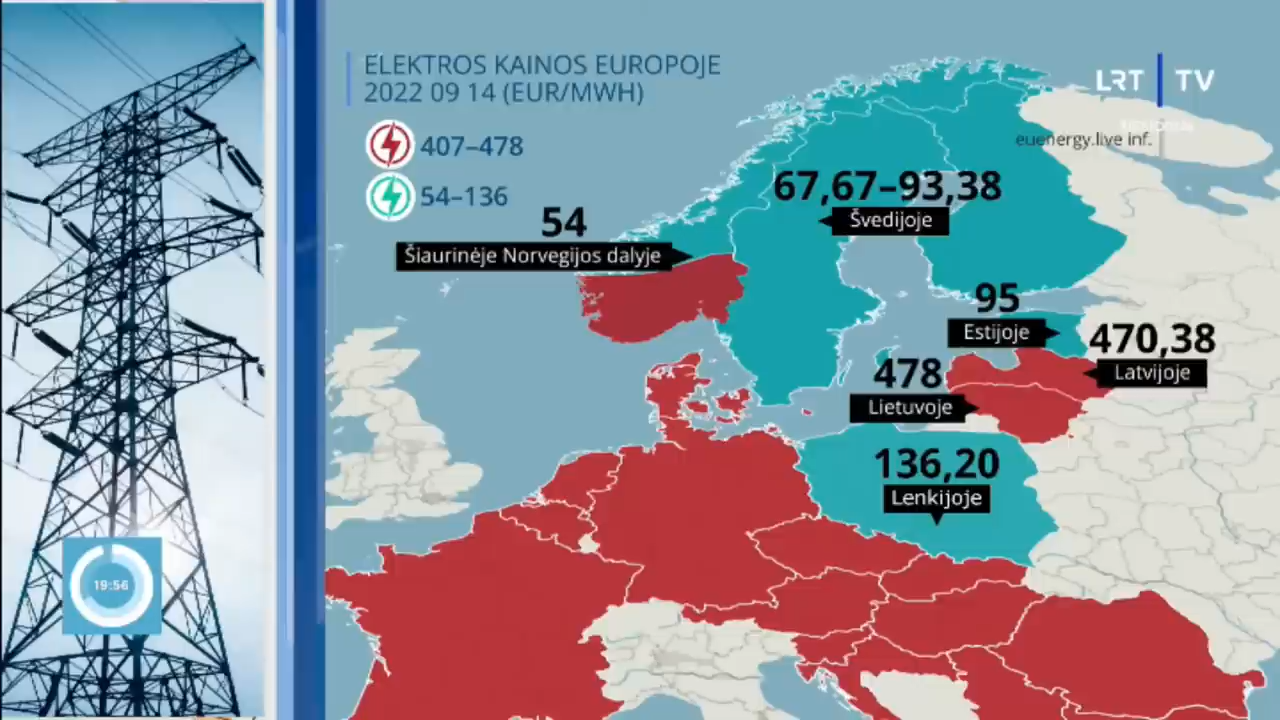 ELEKTROS KAINOS EUROPOJE
2022 09 14 (EUR/MWH)
407–478
54–136
LRT TV
euenergy.live inf.
67,67–93,38
Švedijoje
54
Šiaurinėje Norvegijos dalyje
95
Estijoje
470,38
Latvijoje
478
Lietuvoje
136,20
Lenkijoje
19:56